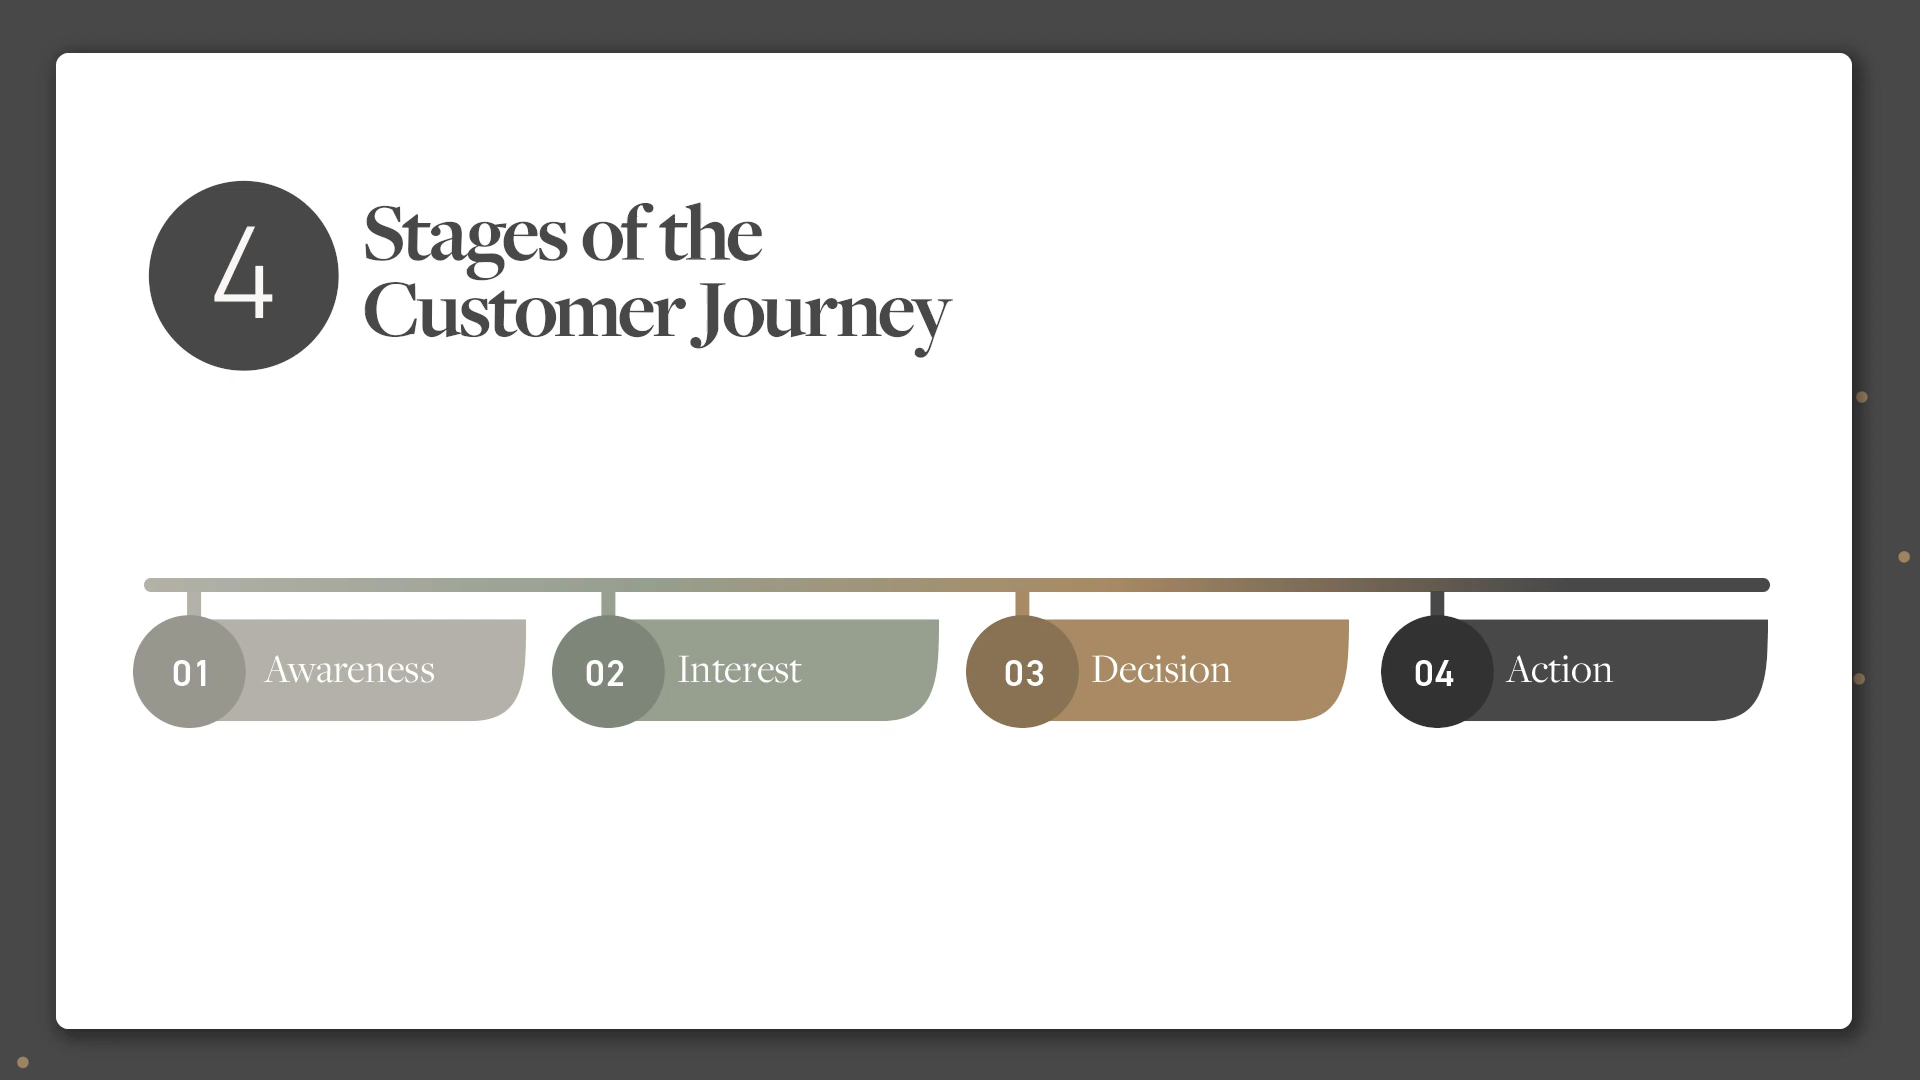 4
Stages of the
Customer Journey
01 Awareness
02 Interest
03 Decision
04 Action